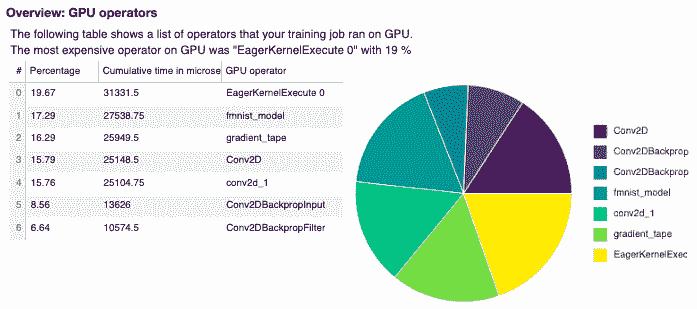 Overview: GPU operators
The following table shows a list of operators that your training job ran on GPU.
The most expensive operator on GPU was "EagerKernelExecute 0" with 19 %
# Percentage Cumulative time in microse GPU operator
0 19.67 31331.5 EagerKernelExecute 0
1 17.29 27538.75 fmnist_model
2 16.29 25949.5 gradient_tape
3 15.79 25148.5 Conv2D
4 15.76 25104.75 conv2d_1
5 8.56 13626 Conv2DBackpropInput
6 6.64 10574.5 Conv2DBackpropFilter
Conv2D
Conv2DBackprop
Conv2DBackprop
fmnist_model
conv2d_1
gradient_tape
EagerKernelExec